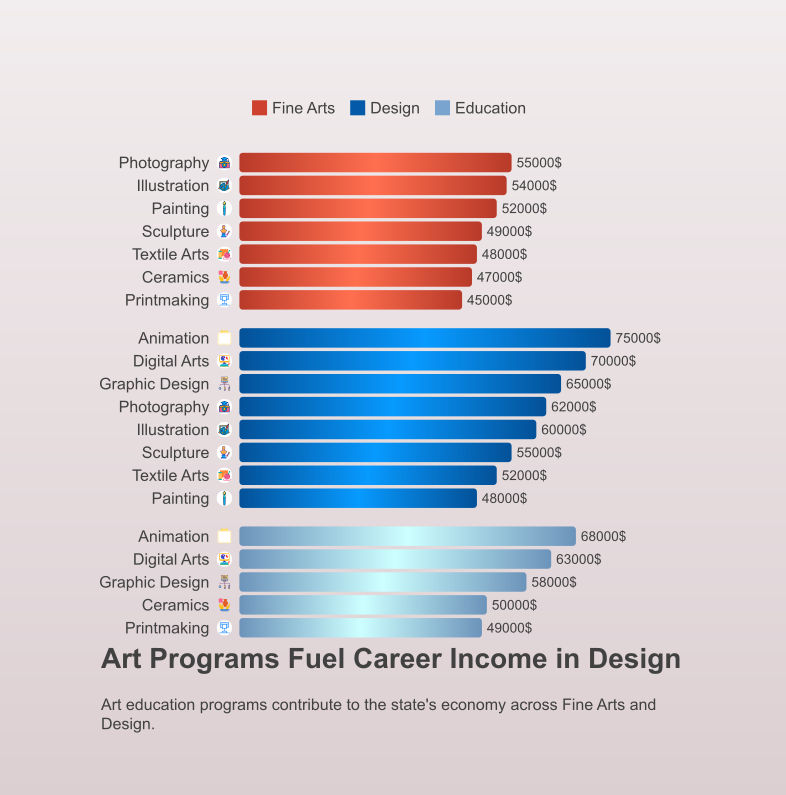 Fine Arts Design Education
Photography 55000$
Illustration 54000$
Painting 52000$
Sculpture 49000$
Textile Arts 48000$
Ceramics 47000$
Printmaking 45000$
Animation 75000$
Digital Arts 70000$
Graphic Design 65000$
Photography 62000$
Illustration 60000$
Sculpture 55000$
Textile Arts 52000$
Painting 48000$
Animation 68000$
Digital Arts 63000$
Graphic Design 58000$
Ceramics 50000$
Printmaking 49000$
Art Programs Fuel Career Income in Design
Art education programs contribute to the state's economy across Fine Arts and
Design.